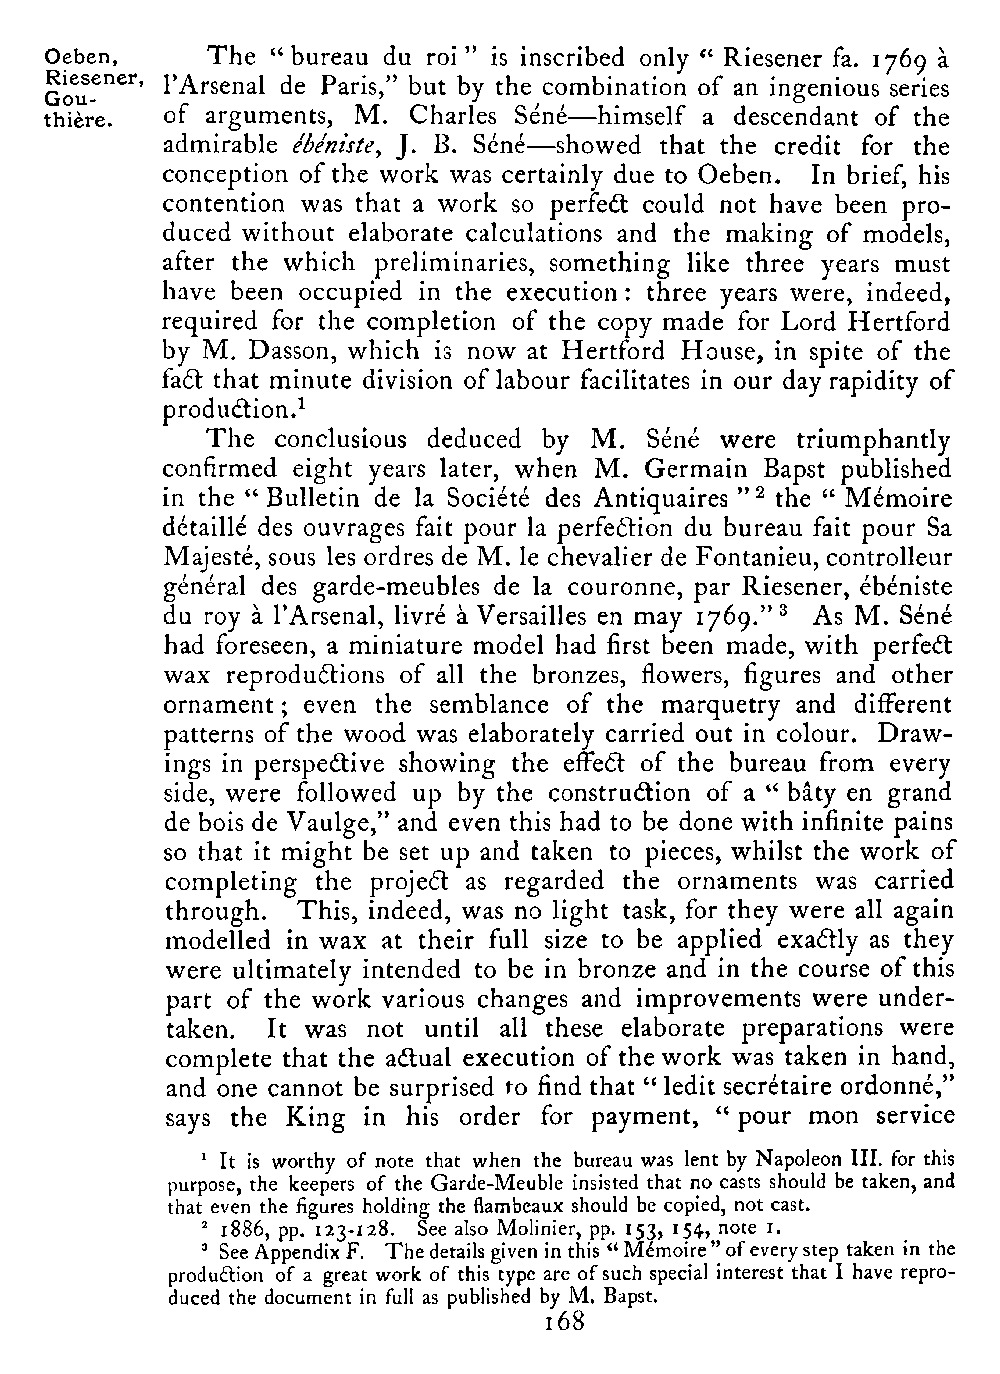 Oeben,
Riesener,
Gou-
thière.
The “ bureau du roi ” is inscribed only “ Riesener fa. 1769 à
l’Arsenal de Paris,” but by the combination of an ingenious series
of arguments, M. Charles Séné—himself a descendant of the
admirable ébéniste, J. B. Séné—showed that the credit for the
conception of the work was certainly due to Oeben. In brief, his
contention was that a work so perfect could not have been pro-
duced without elaborate calculations and the making of models,
after the which preliminaries, something like three years must
have been occupied in the execution : three years were, indeed,
required for the completion of the copy made for Lord Hertford
by M. Dasson, which is now at Hertford House, in spite of the
fact that minute division of labour facilitates in our day rapidity of
production.¹
The conclusious deduced by M. Séné were triumphantly
confirmed eight years later, when M. Germain Bapst published
in the “ Bulletin de la Société des Antiquaires ” ² the “ Mémoire
détaillé des ouvrages fait pour la perfection du bureau fait pour Sa
Majesté, sous les ordres de M. le chevalier de Fontanieu, controlleur
général des garde-meubles de la couronne, par Riesener, ébéniste
du roy à l’Arsenal, livré à Versailles en may 1769.” ³ As M. Séné
had foreseen, a miniature model had first been made, with perfect
wax reproductions of all the bronzes, flowers, figures and other
ornament ; even the semblance of the marquetry and different
patterns of the wood was elaborately carried out in colour. Draw-
ings in perspective showing the effect of the bureau from every
side, were followed up by the construction of a “ bâty en grand
de bois de Vaulge,” and even this had to be done with infinite pains
so that it might be set up and taken to pieces, whilst the work of
completing the project as regarded the ornaments was carried
through. This, indeed, was no light task, for they were all again
modelled in wax at their full size to be applied exactly as they
were ultimately intended to be in bronze and in the course of this
part of the work various changes and improvements were under-
taken. It was not until all these elaborate preparations were
complete that the actual execution of the work was taken in hand,
and one cannot be surprised to find that “ ledit secrétaire ordonné,”
says the King in his order for payment, “ pour mon service
¹ It is worthy of note that when the bureau was lent by Napoleon III. for this
purpose, the keepers of the Garde-Meuble insisted that no casts should be taken, and
that even the figures holding the flambeaux should be copied, not cast.
² 1886, pp. 123-128. See also Molinier, pp. 153, 154, note 1.
³ See Appendix F. The details given in this “ Mémoire ” of every step taken in the
production of a great work of this type are of such special interest that I have repro-
duced the document in full as published by M. Bapst.
168